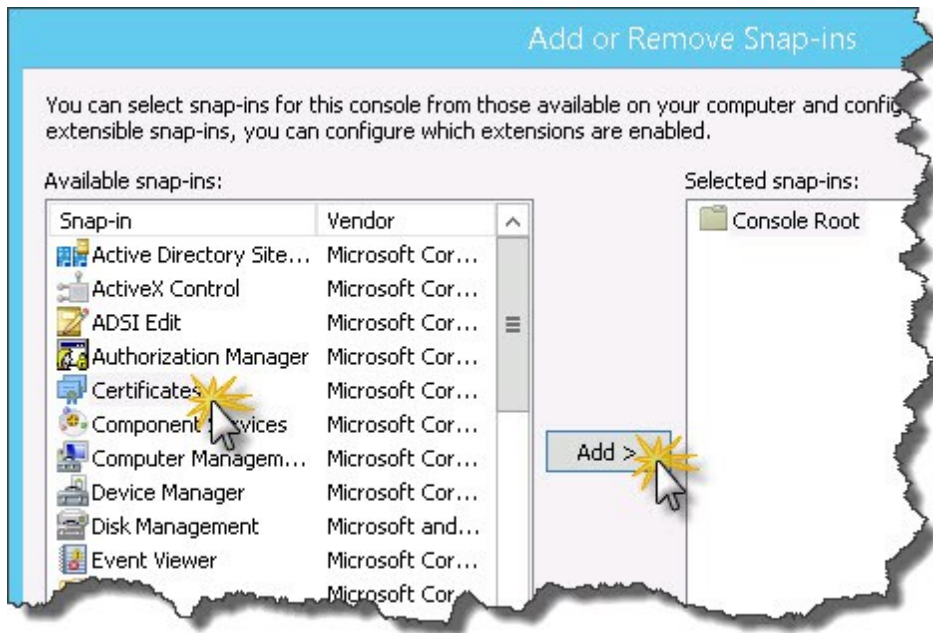 Add or Remove Snap-ins
You can select snap-ins for this console from those available on your computer and config
extensible snap-ins, you can configure which extensions are enabled.
Available snap-ins:
Selected snap-ins:
Snap-in Vendor
Console Root
Active Directory Site... Microsoft Cor...
ActiveX Control Microsoft Cor...
ADSI Edit Microsoft Cor...
Authorization Manager Microsoft Cor...
Certificates Microsoft Cor...
Component Services Microsoft Cor...
Computer Managem... Microsoft Cor...
Add >
Device Manager Microsoft Cor...
Disk Management Microsoft and...
Event Viewer Microsoft Cor...
Microsoft Cor